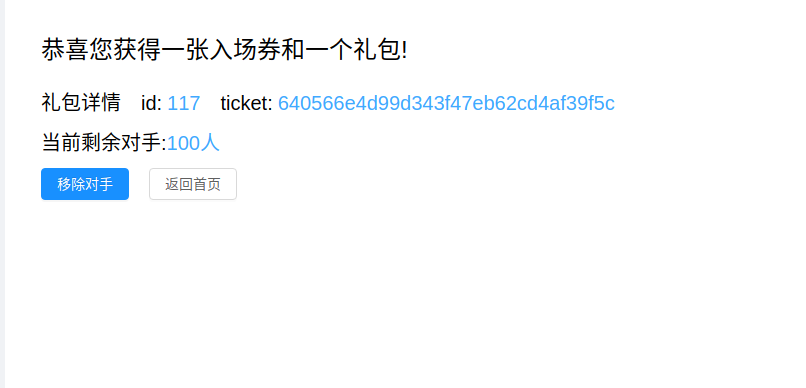 恭喜您获得一张入场券和一个礼包!
礼包详情 id: 117 ticket: 640566e4d99d343f47eb62cd4af39f5c
当前剩余对手:100人
移除对手 返回首页